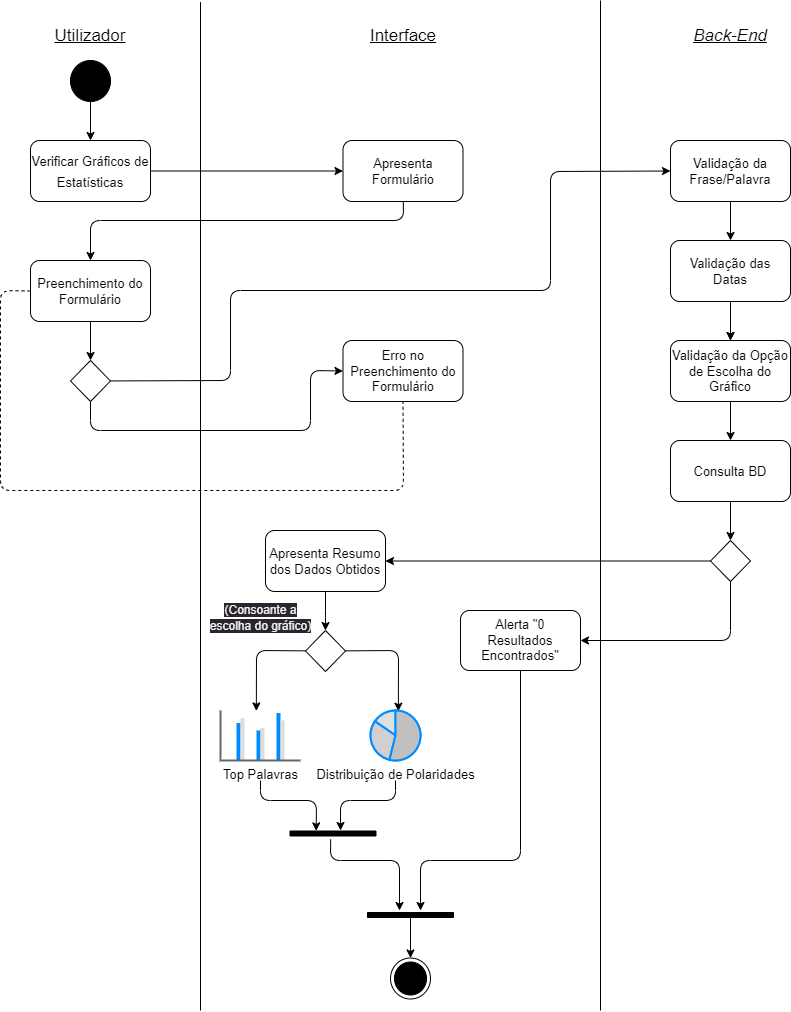 Utilizador
Interface
Back-End
Verificar Gráficos de
Estatísticas
Apresenta
Formulário
Validação da
Frase/Palavra
Preenchimento do
Formulário
Validação das
Datas
Erro no
Preenchimento do
Formulário
Validação da Opção
de Escolha do
Gráfico
Consulta BD
Apresenta Resumo
dos Dados Obtidos
(Consoante a
escolha do gráfico)
Alerta "0
Resultados
Encontrados"
Top Palavras
Distribuição de Polaridades